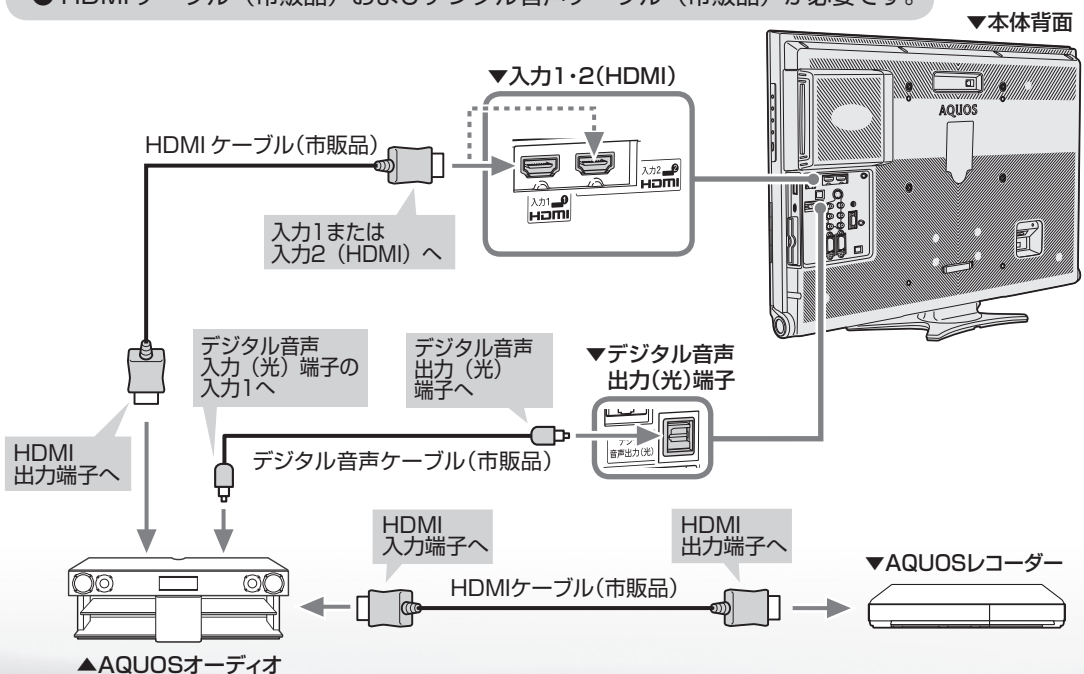 ●HDMIケーブル（市販品）およびデジタル音声ケーブル（市販品）が必要です。
▼本体背面
▼入力1・2(HDMI)
AQUOS
HDMI ケーブル(市販品)
入力2
HDMI
入力1
HDMI
入力1または
入力2（HDMI）へ
デジタル音声
入力（光）端子の
入力1へ
デジタル音声
出力（光）
端子へ
▼デジタル音声
出力(光)端子
音声出力(光)
HDMI
出力端子へ
デジタル音声ケーブル(市販品)
HDMI
入力端子へ
HDMI
出力端子へ
HDMIケーブル(市販品)
▼AQUOSレコーダー
▲AQUOSオーディオ